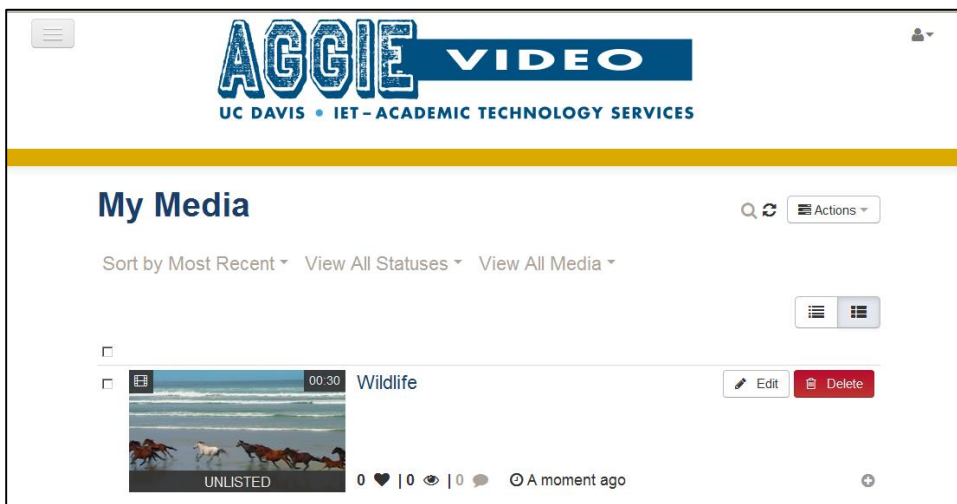 AGGIE VIDEO
UC DAVIS • IET-ACADEMIC TECHNOLOGY SERVICES
My Media
Actions
Sort by Most Recent View All Statuses View All Media
00:30 Wildlife Edit Delete
UNLISTED 0 | 0 | 0 A moment ago